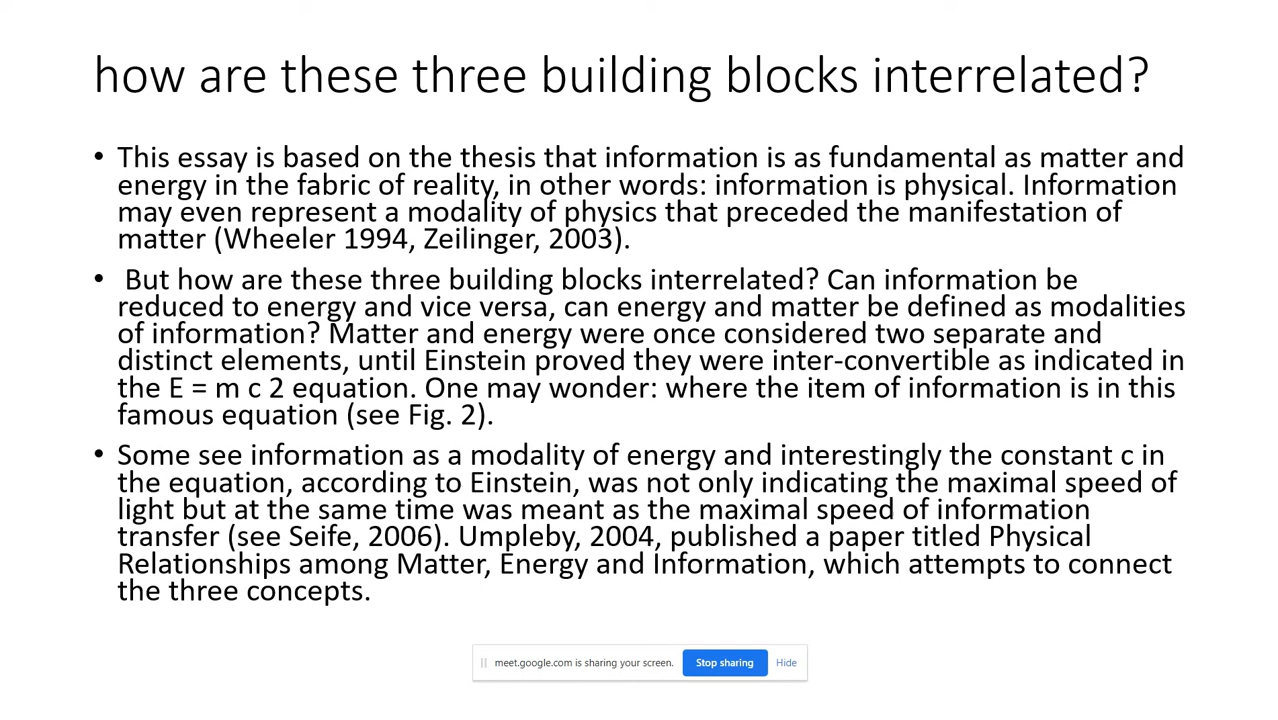 how are these three building blocks interrelated?
• This essay is based on the thesis that information is as fundamental as matter and
energy in the fabric of reality, in other words: information is physical. Information
may even represent a modality of physics that preceded the manifestation of
matter (Wheeler 1994, Zeilinger, 2003).
• But how are these three building blocks interrelated? Can information be
reduced to energy and vice versa, can energy and matter be defined as modalities
of information? Matter and energy were once considered two separate and
distinct elements, until Einstein proved they were inter-convertible as indicated in
the E = m c 2 equation. One may wonder: where the item of information is in this
famous equation (see Fig. 2).
• Some see information as a modality of energy and interestingly the constant c in
the equation, according to Einstein, was not only indicating the maximal speed of
light but at the same time was meant as the maximal speed of information
transfer (see Seife, 2006). Umpleby, 2004, published a paper titled Physical
Relationships among Matter, Energy and Information, which attempts to connect
the three concepts.
meet.google.com is sharing your screen. Stop sharing Hide